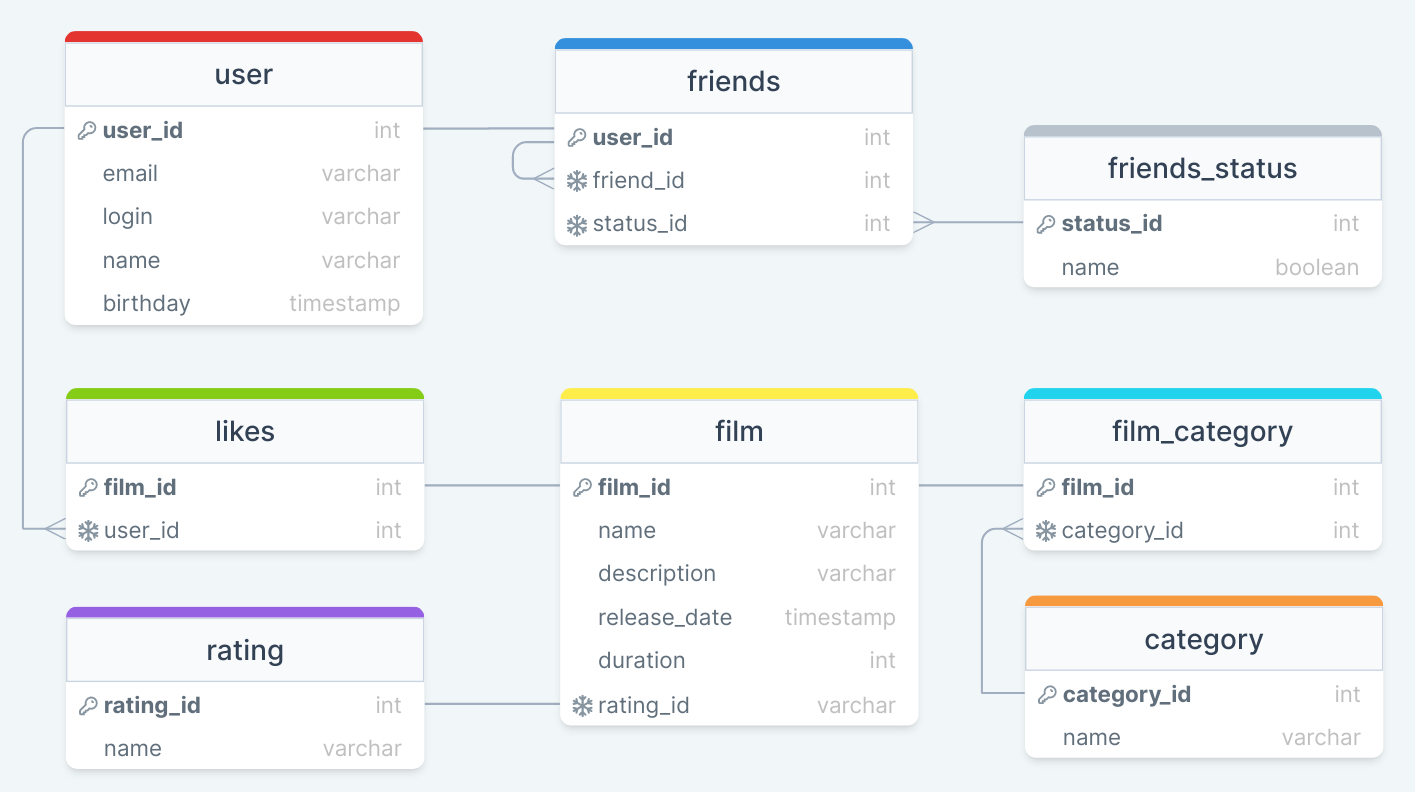 user
user_id int
email varchar
login varchar
name varchar
birthday timestamp
friends
user_id int
friend_id int
status_id int
friends_status
status_id int
name boolean
likes
film_id int
user_id int
film
film_id int
name varchar
description varchar
release_date timestamp
duration int
rating_id varchar
film_category
film_id int
category_id int
rating
rating_id int
name varchar
category
category_id int
name varchar